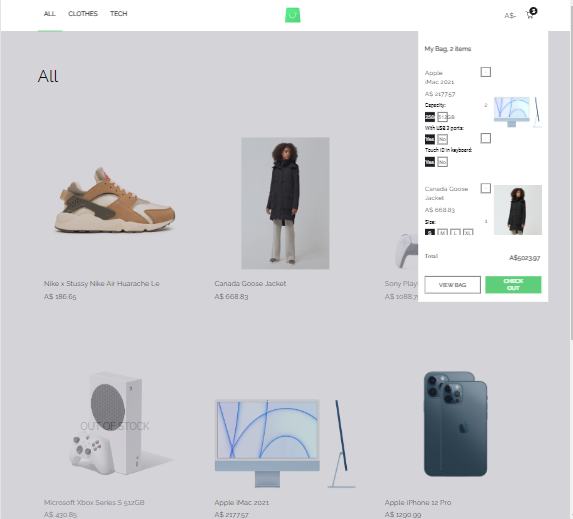 ALL CLOTHES TECH
A$-
3
All
My Bag, 2 items
Apple
iMac 2021
A$ 2177.57
Capacity:
256 512GB
With USB 3 ports:
Yes No
Touch ID in keyboard:
Yes No
2
Canada Goose
Jacket
A$ 668.83
Size:
S M L XL
1
Total A$5023.97
VIEW BAG
CHECK
OUT
Nike x Stussy Nike Air Huarache Le
A$ 186.65
Canada Goose Jacket
A$ 668.83
Sony Play
A$ 1088.7
OUT OF STOCK
Microsoft Xbox Series S 512GB
A$ 430.85
Apple iMac 2021
A$ 2177.57
Apple iPhone 12 Pro
A$ 1290.99